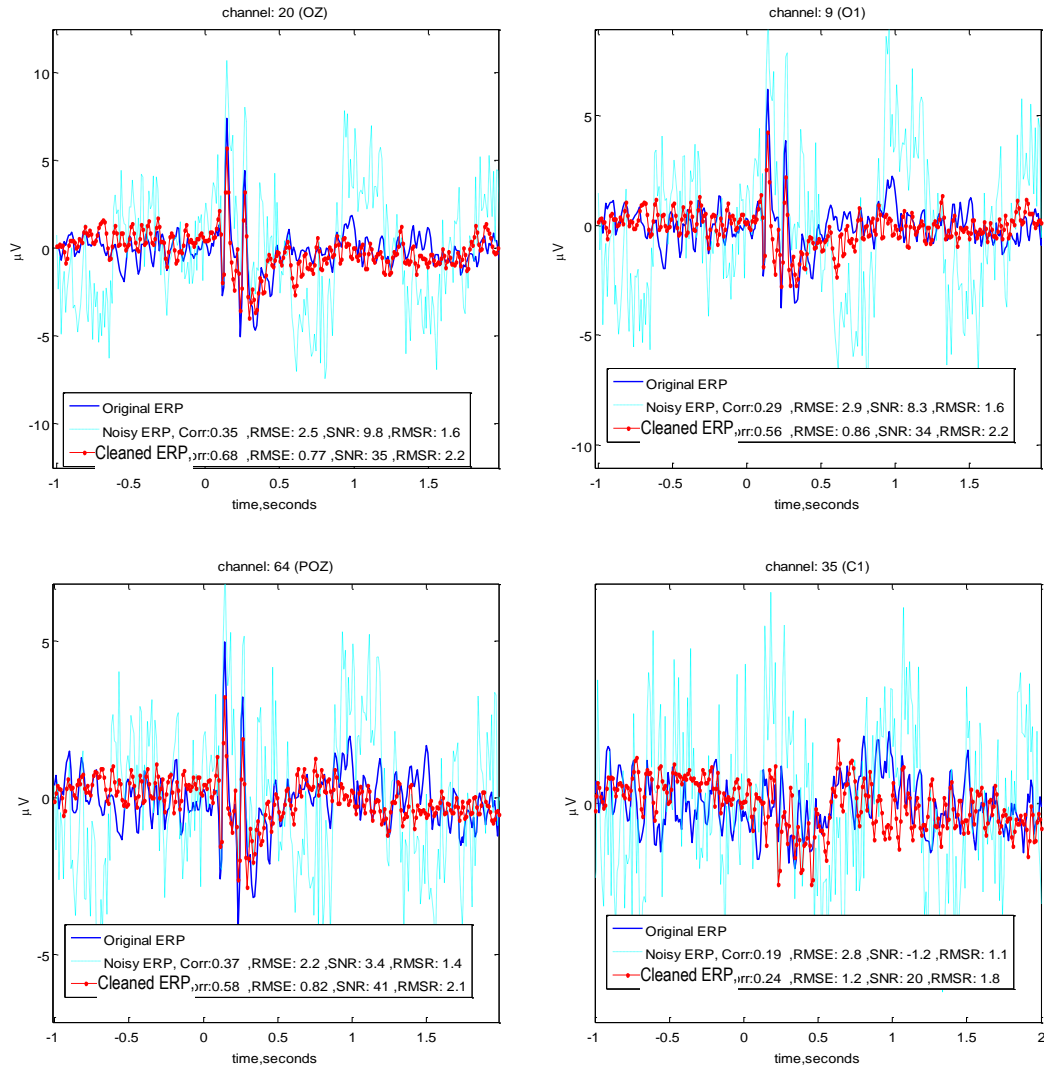 channel: 20 (OZ)
10
5
0
-5
-10
µV
Original ERP
Noisy ERP, Corr:0.35 ,RMSE: 2.5 ,SNR: 9.8 ,RMSR: 1.6
Cleaned ERP, orr:0.68 ,RMSE: 0.77 ,SNR: 35 ,RMSR: 2.2
-1 -0.5 0 0.5 1 1.5
time,seconds
channel: 9 (O1)
5
0
-5
-11
µV
Original ERP
Noisy ERP, Corr:0.29 ,RMSE: 2.9 ,SNR: 8.3 ,RMSR: 1.6
Cleaned ERP, orr:0.56 ,RMSE: 0.86 ,SNR: 34 ,RMSR: 2.2
-1 -0.5 0 0.5 1 1.5 2
time,seconds
channel: 64 (POZ)
5
0
-5
µV
Original ERP
Noisy ERP, Corr:0.37 ,RMSE: 2.2 ,SNR: 3.4 ,RMSR: 1.4
Cleaned ERP, orr:0.58 ,RMSE: 0.82 ,SNR: 41 ,RMSR: 2.1
-1 -0.5 0 0.5 1 1.5
time,seconds
channel: 35 (C1)
0
µV
Original ERP
Noisy ERP, Corr:0.19 ,RMSE: 2.8 ,SNR: -1.2 ,RMSR: 1.1
Cleaned ERP, orr:0.24 ,RMSE: 1.2 ,SNR: 20 ,RMSR: 1.8
-1 -0.5 0 0.5 1 1.5 2
time,seconds